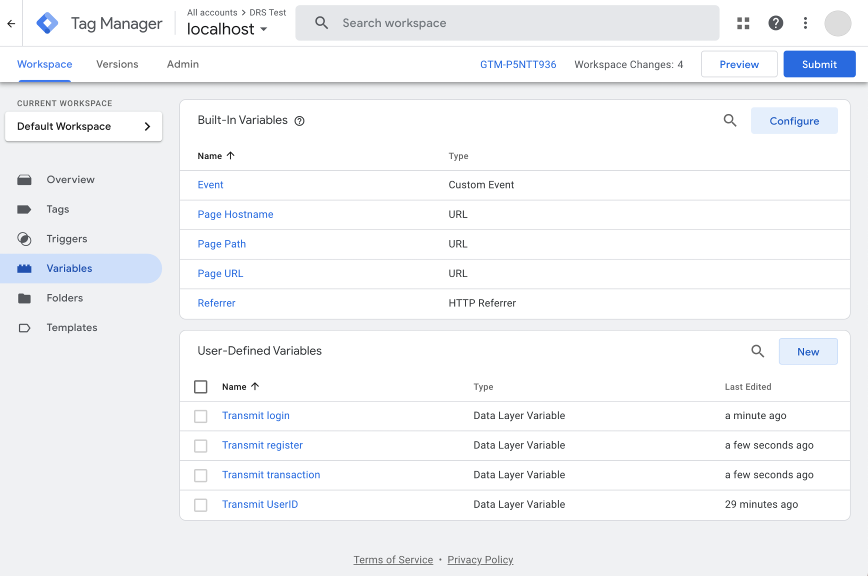 Tag Manager
All accounts > DRS Test
localhost
Search workspace
Workspace Versions Admin GTM-P5NTT936 Workspace Changes: 4 Preview Submit
CURRENT WORKSPACE
Default Workspace
Overview
Tags
Triggers
Variables
Folders
Templates
Built-In Variables Configure
Name Type
Event Custom Event
Page Hostname URL
Page Path URL
Page URL URL
Referrer HTTP Referrer
User-Defined Variables New
Name Type Last Edited
Transmit login Data Layer Variable a minute ago
Transmit register Data Layer Variable a few seconds ago
Transmit transaction Data Layer Variable a few seconds ago
Transmit UserID Data Layer Variable 29 minutes ago
Terms of Service · Privacy Policy